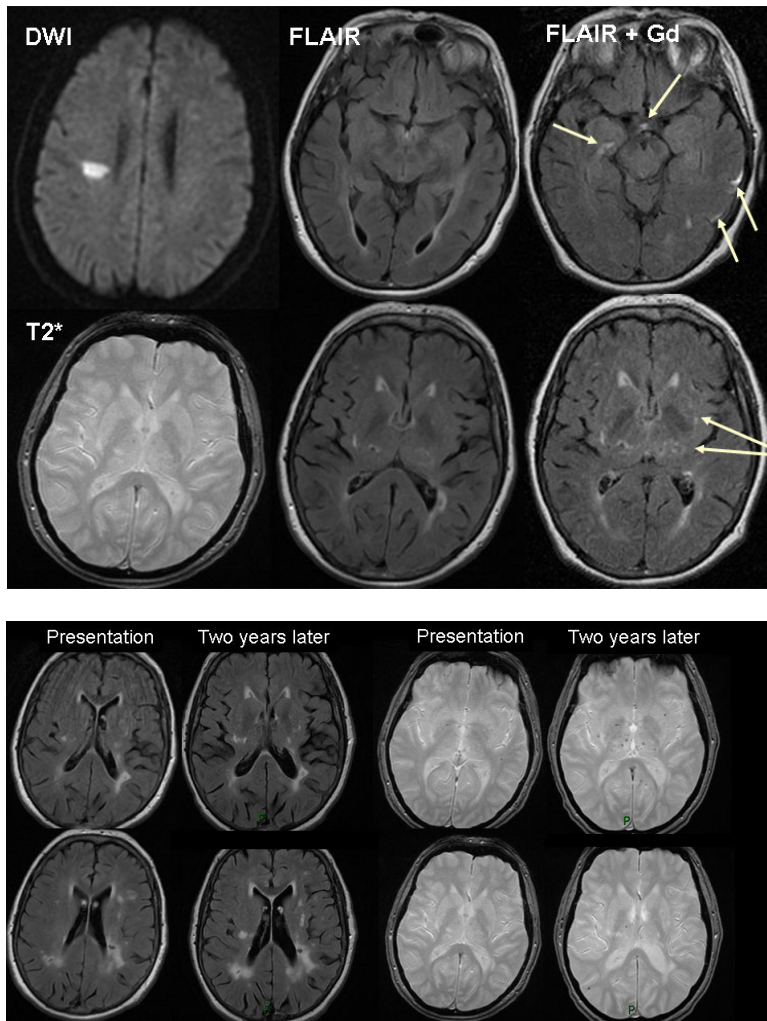 DWI
FLAIR
FLAIR + Gd
T2*
Presentation
Two years later
Presentation
Two years later
P
P
P
P